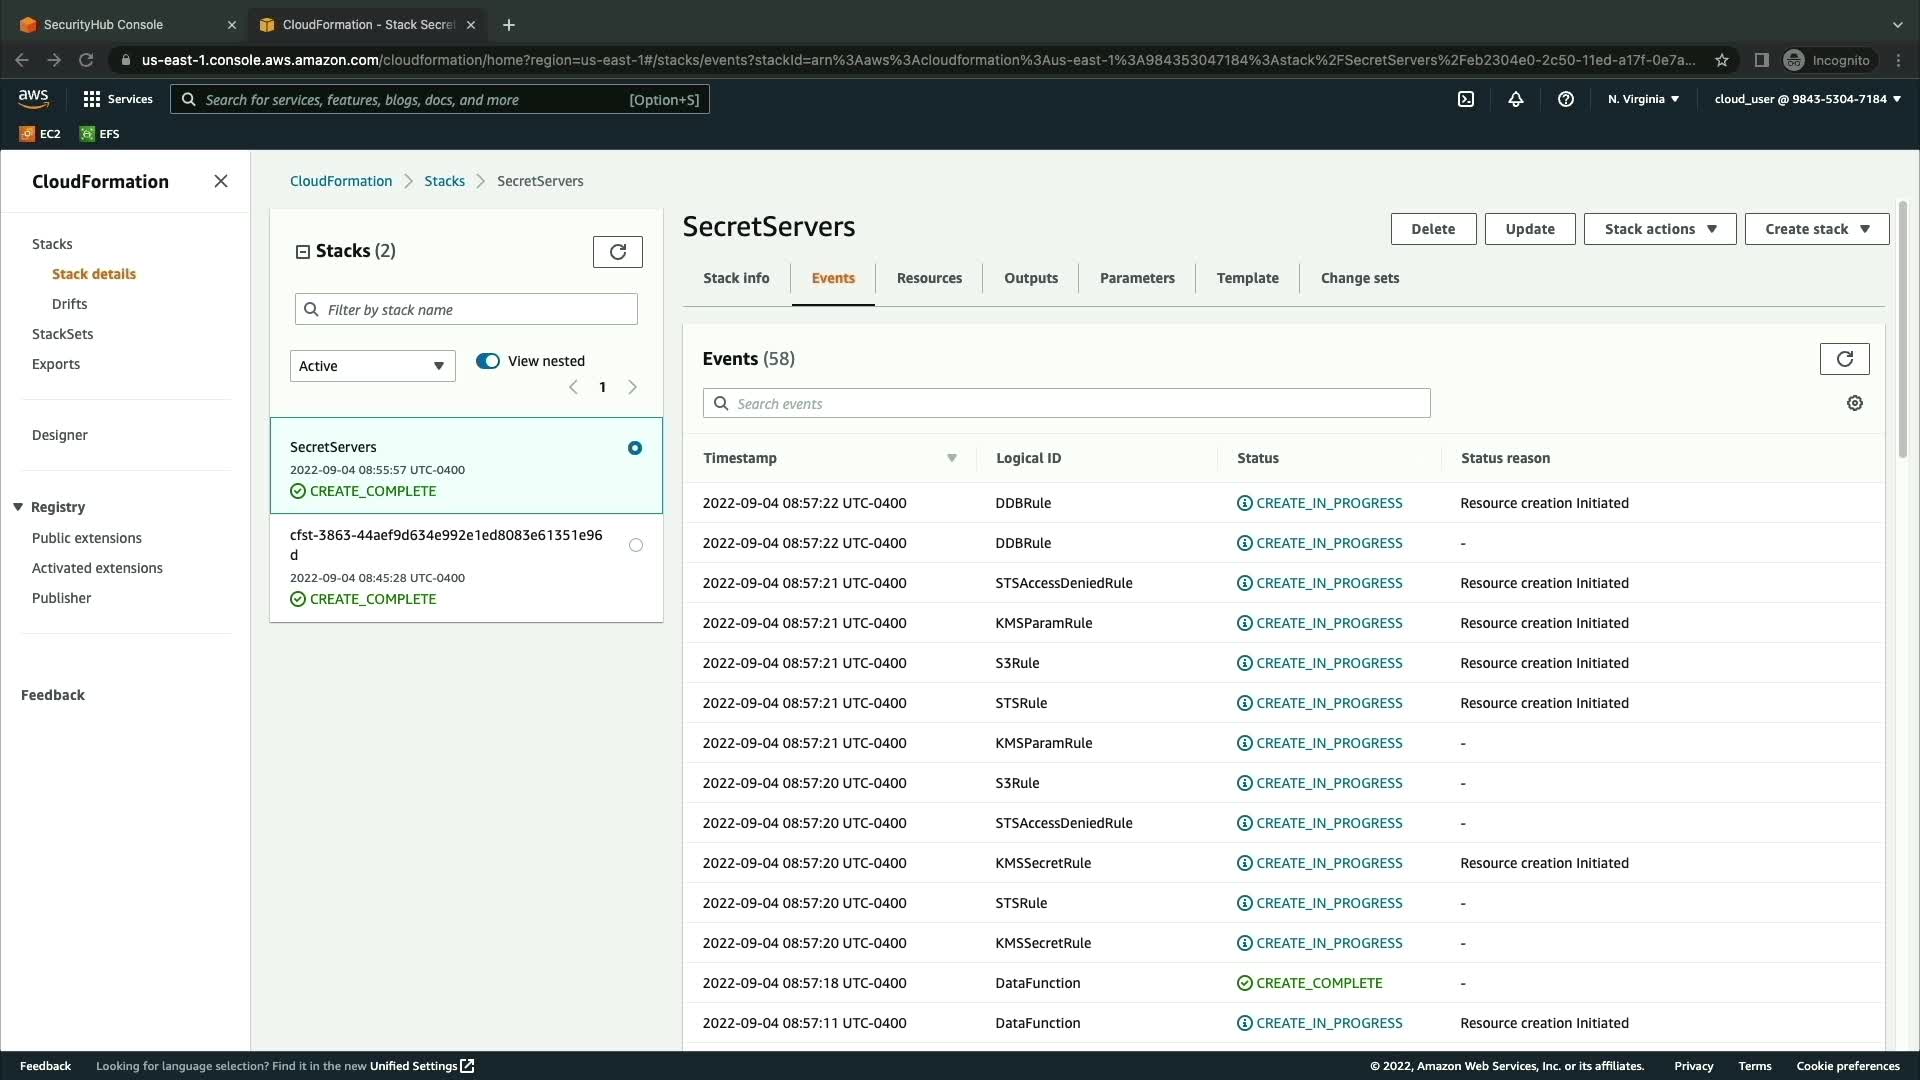 SecurityHub Console
CloudFormation - Stack Secret
us-east-1.console.aws.amazon.com/cloudformation/home?region=us-east-1#/stacks/events?stackId=arn%3Aaws%3Acloudformation%3Aus-east-1%3A984353047184%3Astack%2FSecretServers%2Feb2304e0-2c50-11ed-a17f-0e7a...
Incognito
aws
Services
Search for services, features, blogs, docs, and more
[Option+S]
N. Virginia
cloud_user @ 9843-5304-7184
EC2
EFS
CloudFormation
Stacks
Stack details
Drifts
StackSets
Exports
Designer
Registry
Public extensions
Activated extensions
Publisher
Feedback
CloudFormation
Stacks
SecretServers
Stacks (2)
Filter by stack name
Active
View nested
1
SecretServers
2022-09-04 08:55:57 UTC-0400
CREATE_COMPLETE
cfst-3863-44aef9d634e992e1ed8083e61351e96
d
2022-09-04 08:45:28 UTC-0400
CREATE_COMPLETE
SecretServers
Delete
Update
Stack actions
Create stack
Stack info
Events
Resources
Outputs
Parameters
Template
Change sets
Events (58)
Search events
Timestamp Logical ID Status Status reason
2022-09-04 08:57:22 UTC-0400 DDBRule CREATE_IN_PROGRESS Resource creation Initiated
2022-09-04 08:57:22 UTC-0400 DDBRule CREATE_IN_PROGRESS -
2022-09-04 08:57:21 UTC-0400 STSAccessDeniedRule CREATE_IN_PROGRESS Resource creation Initiated
2022-09-04 08:57:21 UTC-0400 KMSParamRule CREATE_IN_PROGRESS Resource creation Initiated
2022-09-04 08:57:21 UTC-0400 S3Rule CREATE_IN_PROGRESS Resource creation Initiated
2022-09-04 08:57:21 UTC-0400 STSRule CREATE_IN_PROGRESS Resource creation Initiated
2022-09-04 08:57:21 UTC-0400 KMSParamRule CREATE_IN_PROGRESS -
2022-09-04 08:57:20 UTC-0400 S3Rule CREATE_IN_PROGRESS -
2022-09-04 08:57:20 UTC-0400 STSAccessDeniedRule CREATE_IN_PROGRESS -
2022-09-04 08:57:20 UTC-0400 KMSSecretRule CREATE_IN_PROGRESS Resource creation Initiated
2022-09-04 08:57:20 UTC-0400 STSRule CREATE_IN_PROGRESS -
2022-09-04 08:57:20 UTC-0400 KMSSecretRule CREATE_IN_PROGRESS -
2022-09-04 08:57:18 UTC-0400 DataFunction CREATE_COMPLETE -
2022-09-04 08:57:11 UTC-0400 DataFunction CREATE_IN_PROGRESS Resource creation Initiated
Feedback
Looking for language selection? Find it in the new Unified Settings
© 2022, Amazon Web Services, Inc. or its affiliates.
Privacy
Terms
Cookie preferences